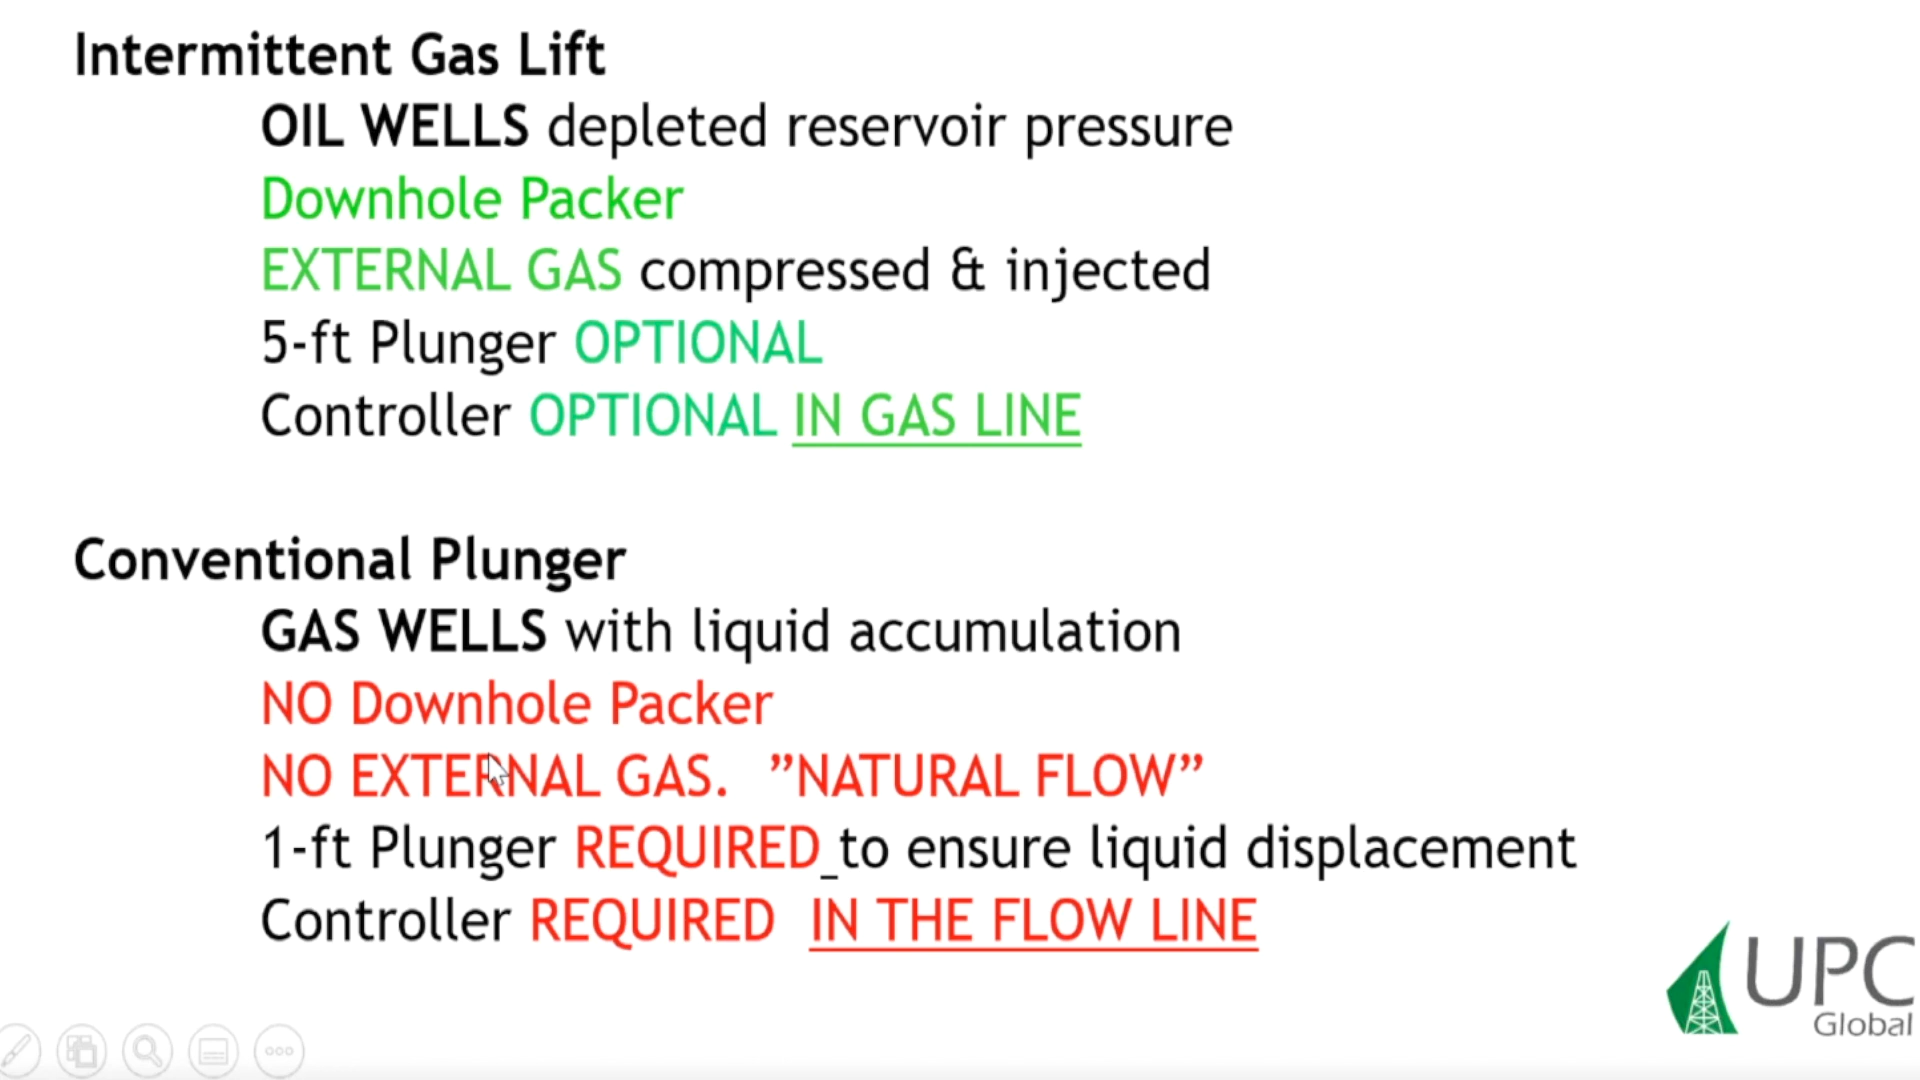 Intermittent Gas Lift
OIL WELLS depleted reservoir pressure
Downhole Packer
EXTERNAL GAS compressed & injected
5-ft Plunger OPTIONAL
Controller OPTIONAL IN GAS LINE
Conventional Plunger
GAS WELLS with liquid accumulation
NO Downhole Packer
NO EXTERNAL GAS. ”NATURAL FLOW”
1-ft Plunger REQUIRED to ensure liquid displacement
Controller REQUIRED IN THE FLOW LINE
UPC
Global